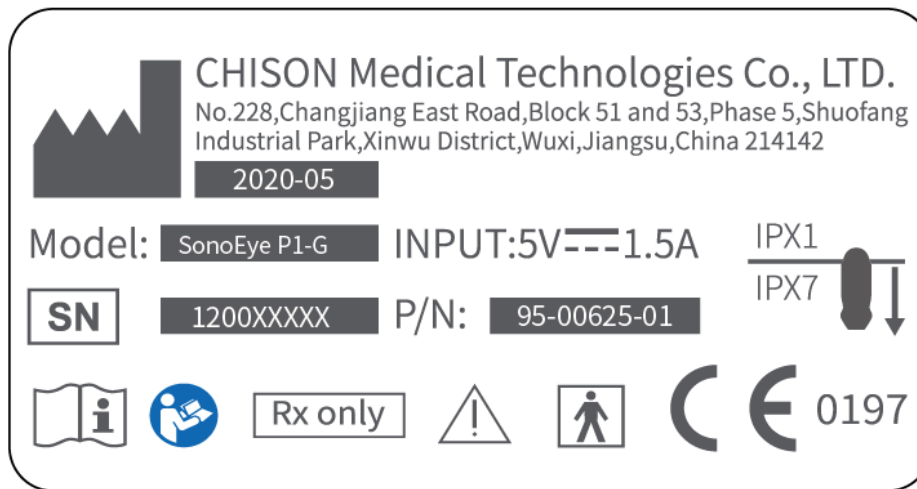 CHISON Medical Technologies Co., LTD.
No.228,Changjiang East Road,Block 51 and 53,Phase 5,Shuofang
Industrial Park,Xinwu District,Wuxi,Jiangsu,China 214142
2020-05
Model: SonoEye P1-G INPUT:5V⎓1.5A IPX1
IPX7
SN 1200XXXXX P/N: 95-00625-01
Rx only CE 0197